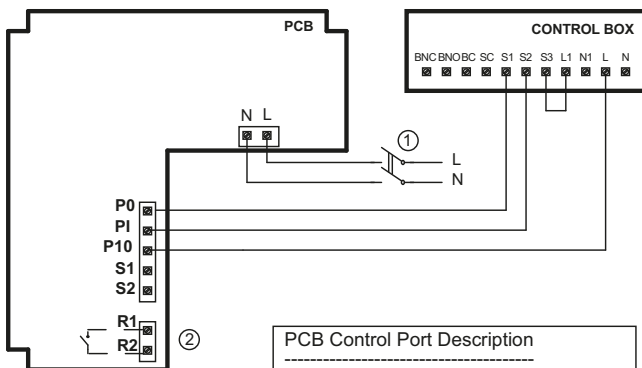 PCB
CONTROL BOX
BNC BNO BC SC S1 S2 S3 L1 N1 L N
N L
1
L
N
P0
PI
P10
S1
S2
R1
R2
2
PCB Control Port Description
---------------------------------------